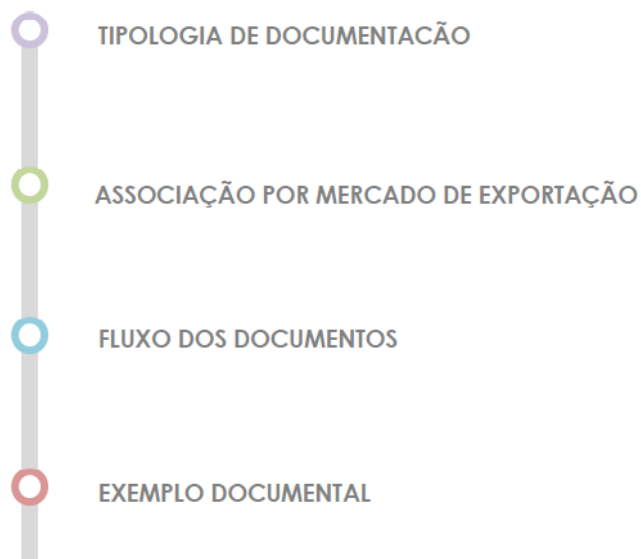 TIPOLOGIA DE DOCUMENTACÃO
ASSOCIAÇÃO POR MERCADO DE EXPORTAÇÃO
FLUXO DOS DOCUMENTOS
EXEMPLO DOCUMENTAL